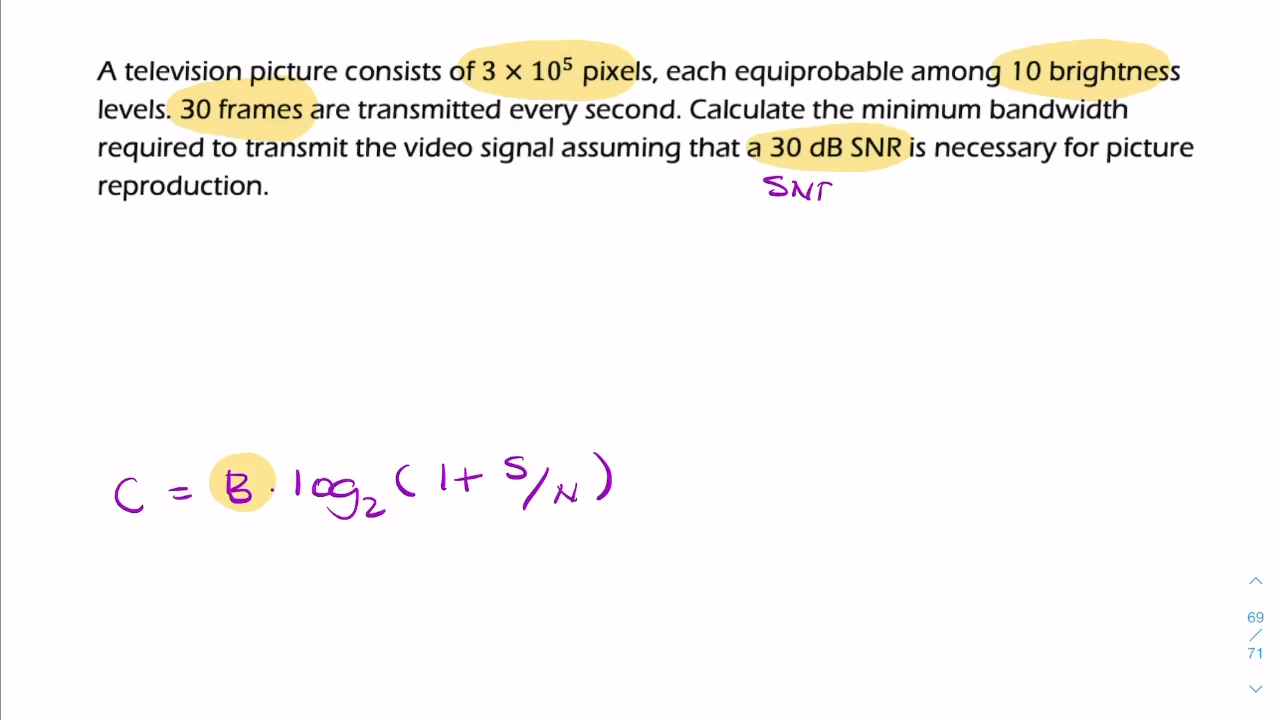 A television picture consists of 3 × 10⁵ pixels, each equiprobable among 10 brightness
levels. 30 frames are transmitted every second. Calculate the minimum bandwidth
required to transmit the video signal assuming that a 30 dB SNR is necessary for picture
reproduction.
SNR
C = B . log₂ ( 1 + S/N )
69
/
71